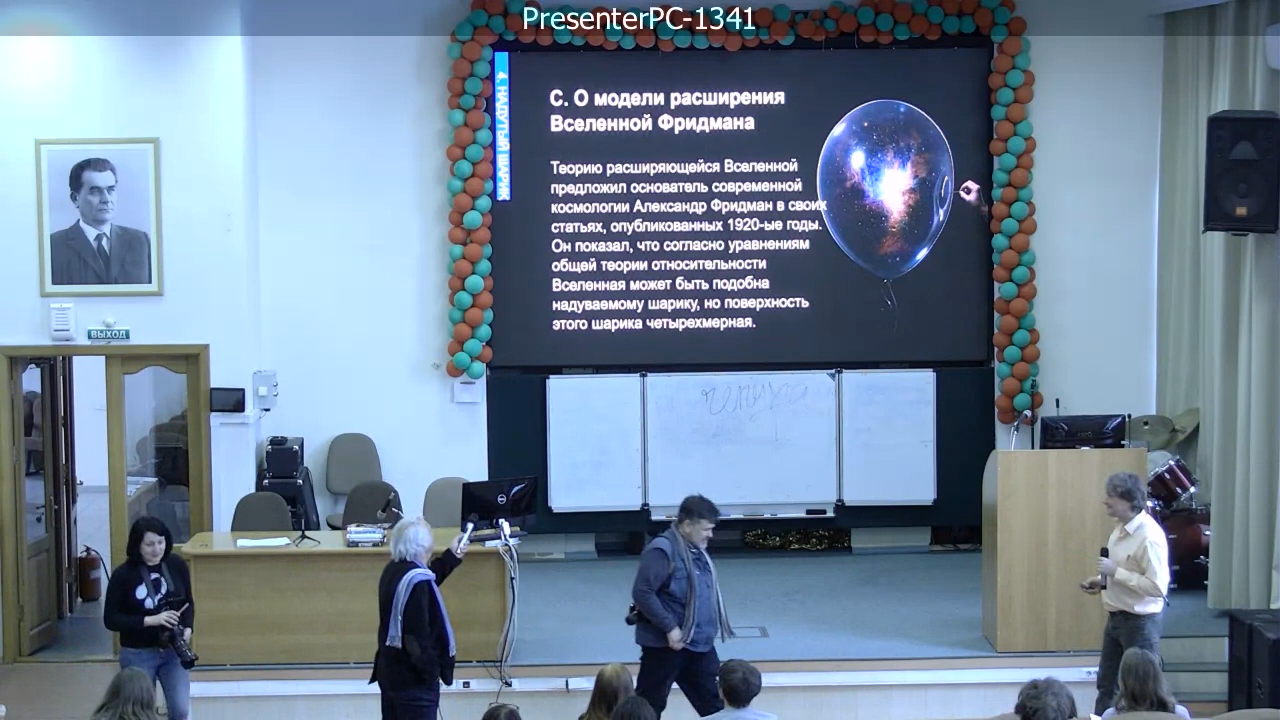 PresenterPC-1341
4. НАДУТЫЙ ШАРИК
С. О модели расширения
Вселенной Фридмана
Теорию расширяющейся Вселенной
предложил основатель современной
космологии Александр Фридман в своих
статьях, опубликованных 1920-ые годы.
Он показал, что согласно уравнениям
общей теории относительности
Вселенная может быть подобна
надуваемому шарику, но поверхность
этого шарика четырехмерная.
ВЫХОД
чепуха
DELL